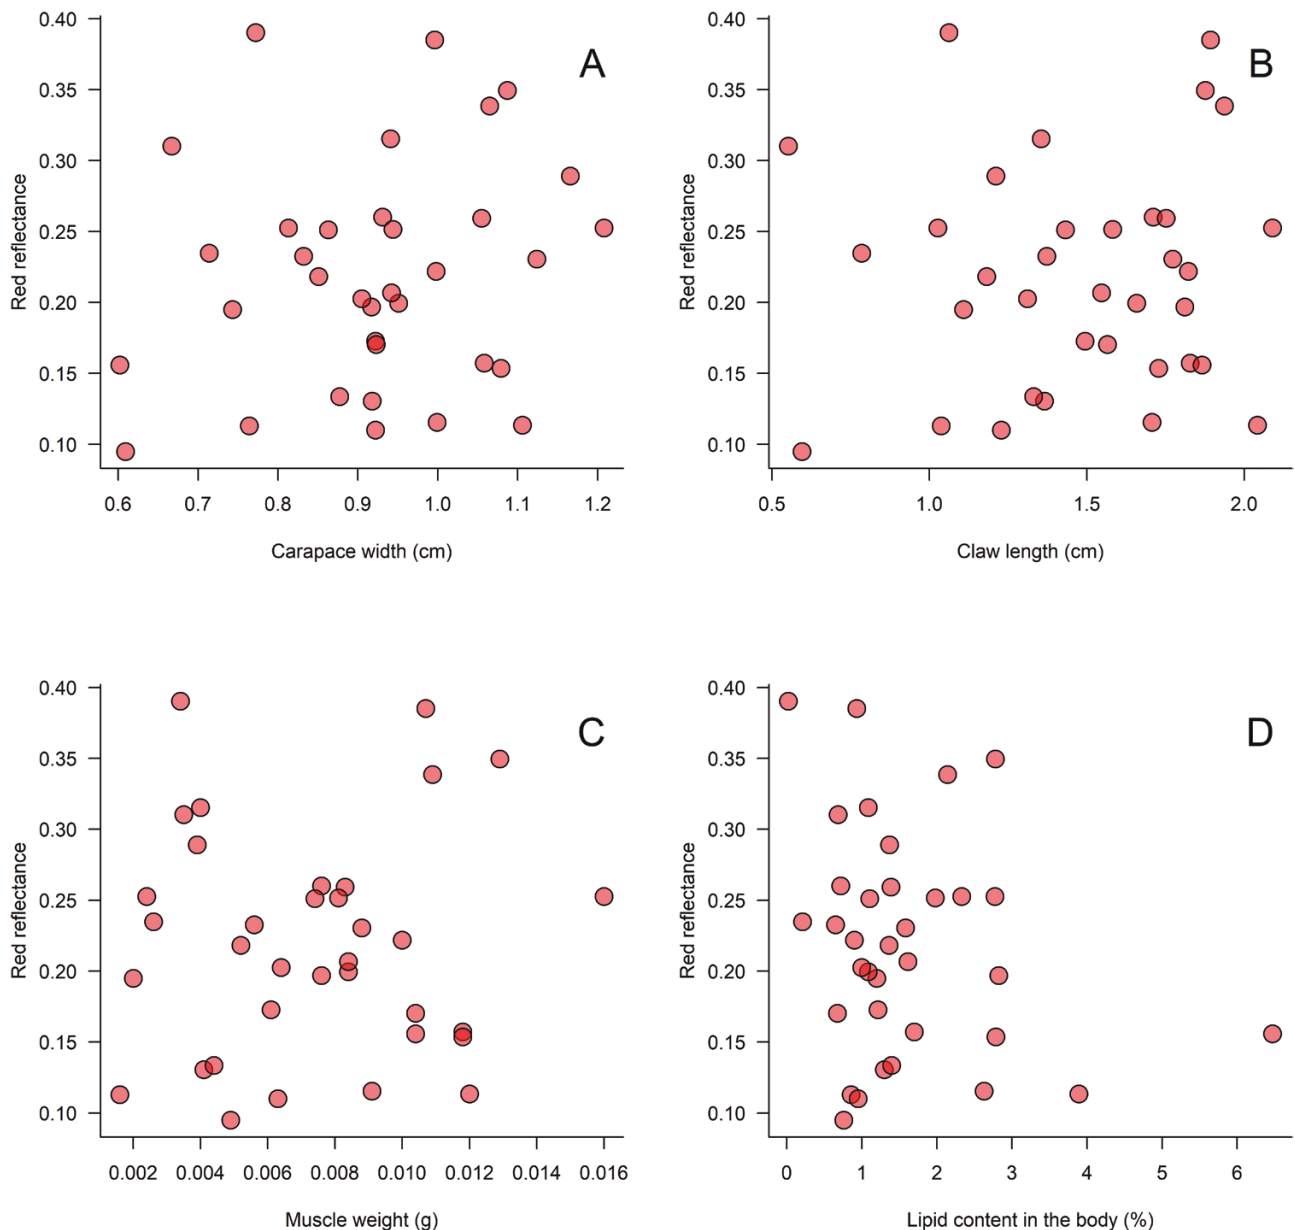 A
Red reflectance
0.40
0.35
0.30
0.25
0.20
0.15
0.10
0.6 0.7 0.8 0.9 1.0 1.1 1.2
Carapace width (cm)
B
Red reflectance
0.40
0.35
0.30
0.25
0.20
0.15
0.10
0.5 1.0 1.5 2.0
Claw length (cm)
C
Red reflectance
0.40
0.35
0.30
0.25
0.20
0.15
0.10
0.002 0.004 0.006 0.008 0.010 0.012 0.014 0.016
Muscle weight (g)
D
Red reflectance
0.40
0.35
0.30
0.25
0.20
0.15
0.10
0 1 2 3 4 5 6
Lipid content in the body (%)